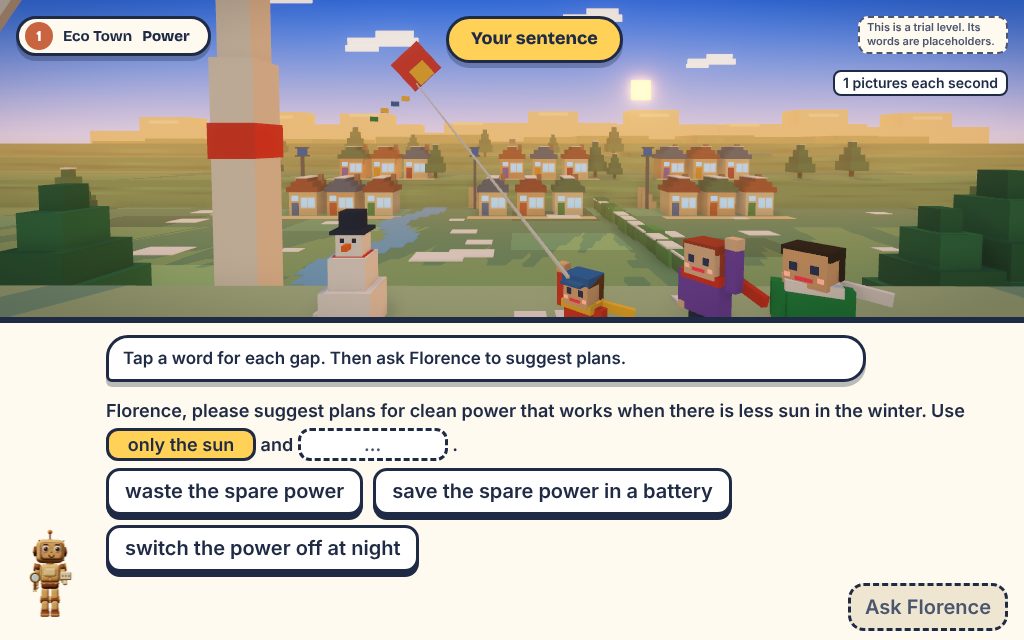 1 Eco Town Power
Your sentence
This is a trial level. Its
words are placeholders.
1 pictures each second
Tap a word for each gap. Then ask Florence to suggest plans.
Florence, please suggest plans for clean power that works when there is less sun in the winter. Use
only the sun and ... .
waste the spare power
save the spare power in a battery
switch the power off at night
Ask Florence